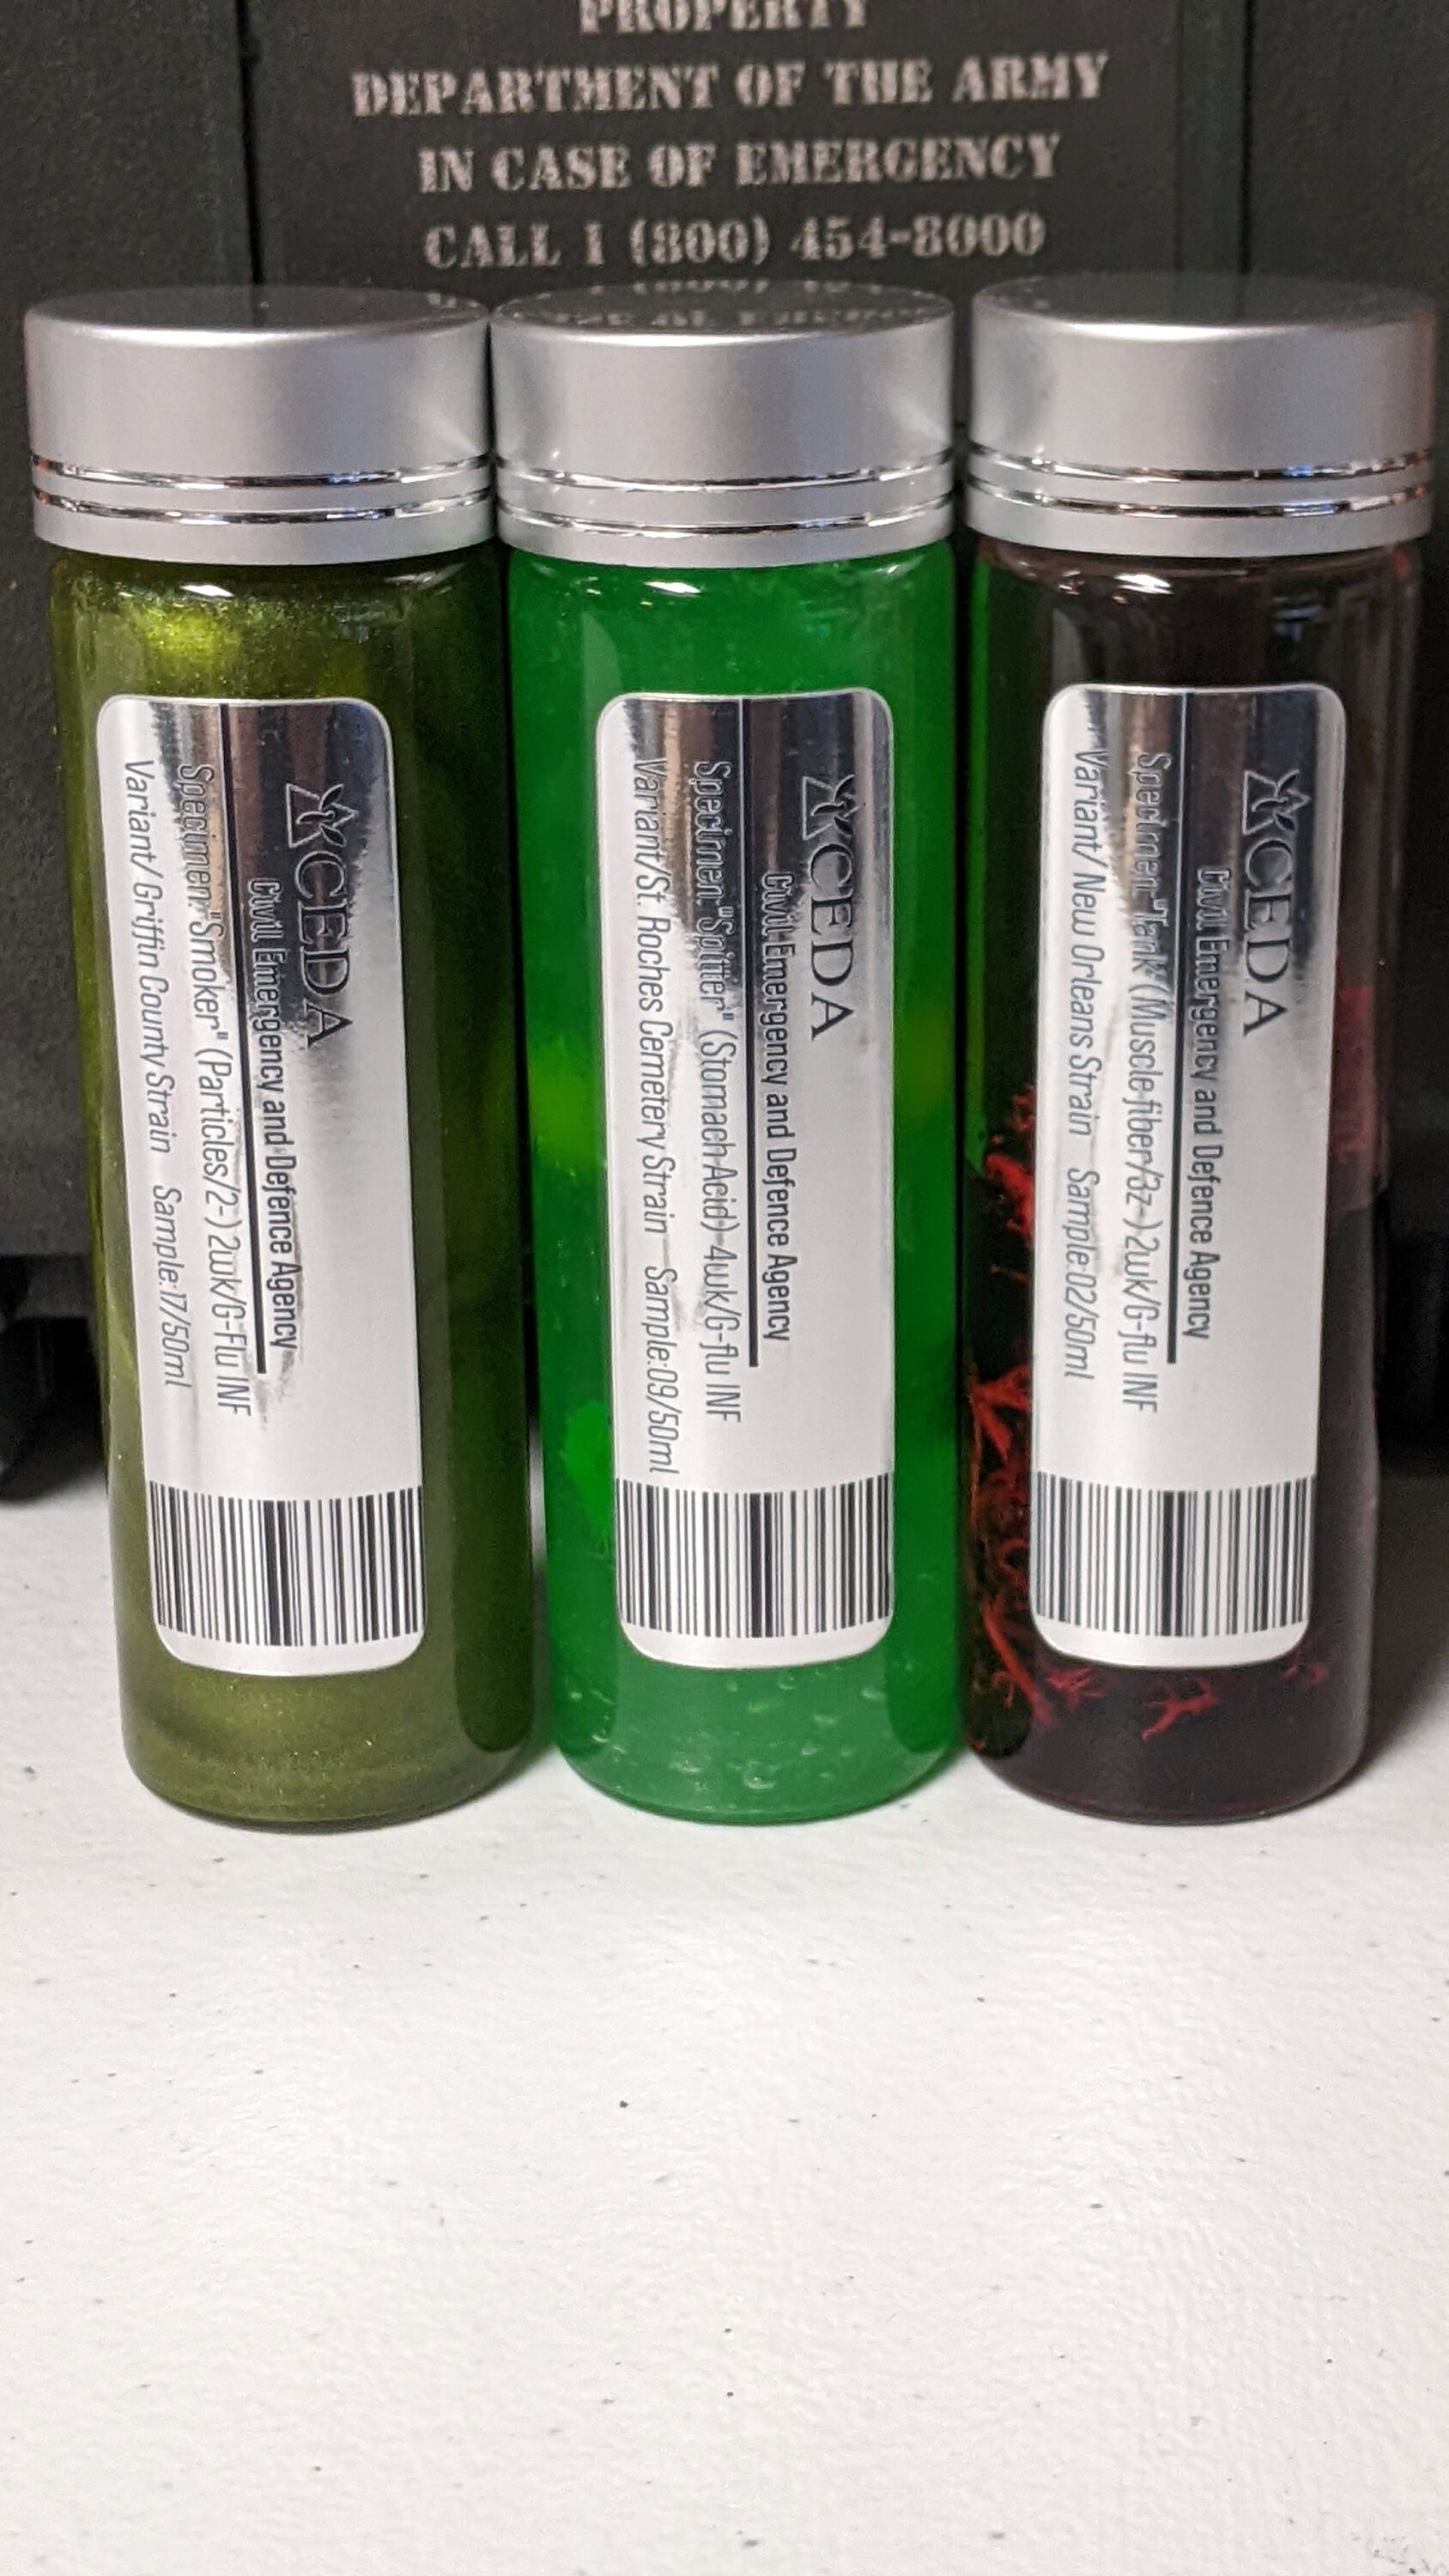 PROPERTY
DEPARTMENT OF THE ARMY
IN CASE OF EMERGENCY
CALL 1 (800) 454-8000
CEDA
Civil Emergency and Defence Agency
Specimen:"Smoker" (Particles/2-) 2wk/G-Flu INF
Variant/ Griffin County Strain Sample:17/50ml
CEDA
Civil Emergency and Defence Agency
Specimen:"Spitter" (Stomach Acid)-4wk/G-flu INF
Variant/St. Roches Cemetery Strain Sample:09/50ml
CEDA
Civil Emergency and Defence Agency
Specimen:"Tank" (Muscle fiber/3z-) 2wk/G-flu INF
Variant/ New Orleans Strain Sample:02/50ml